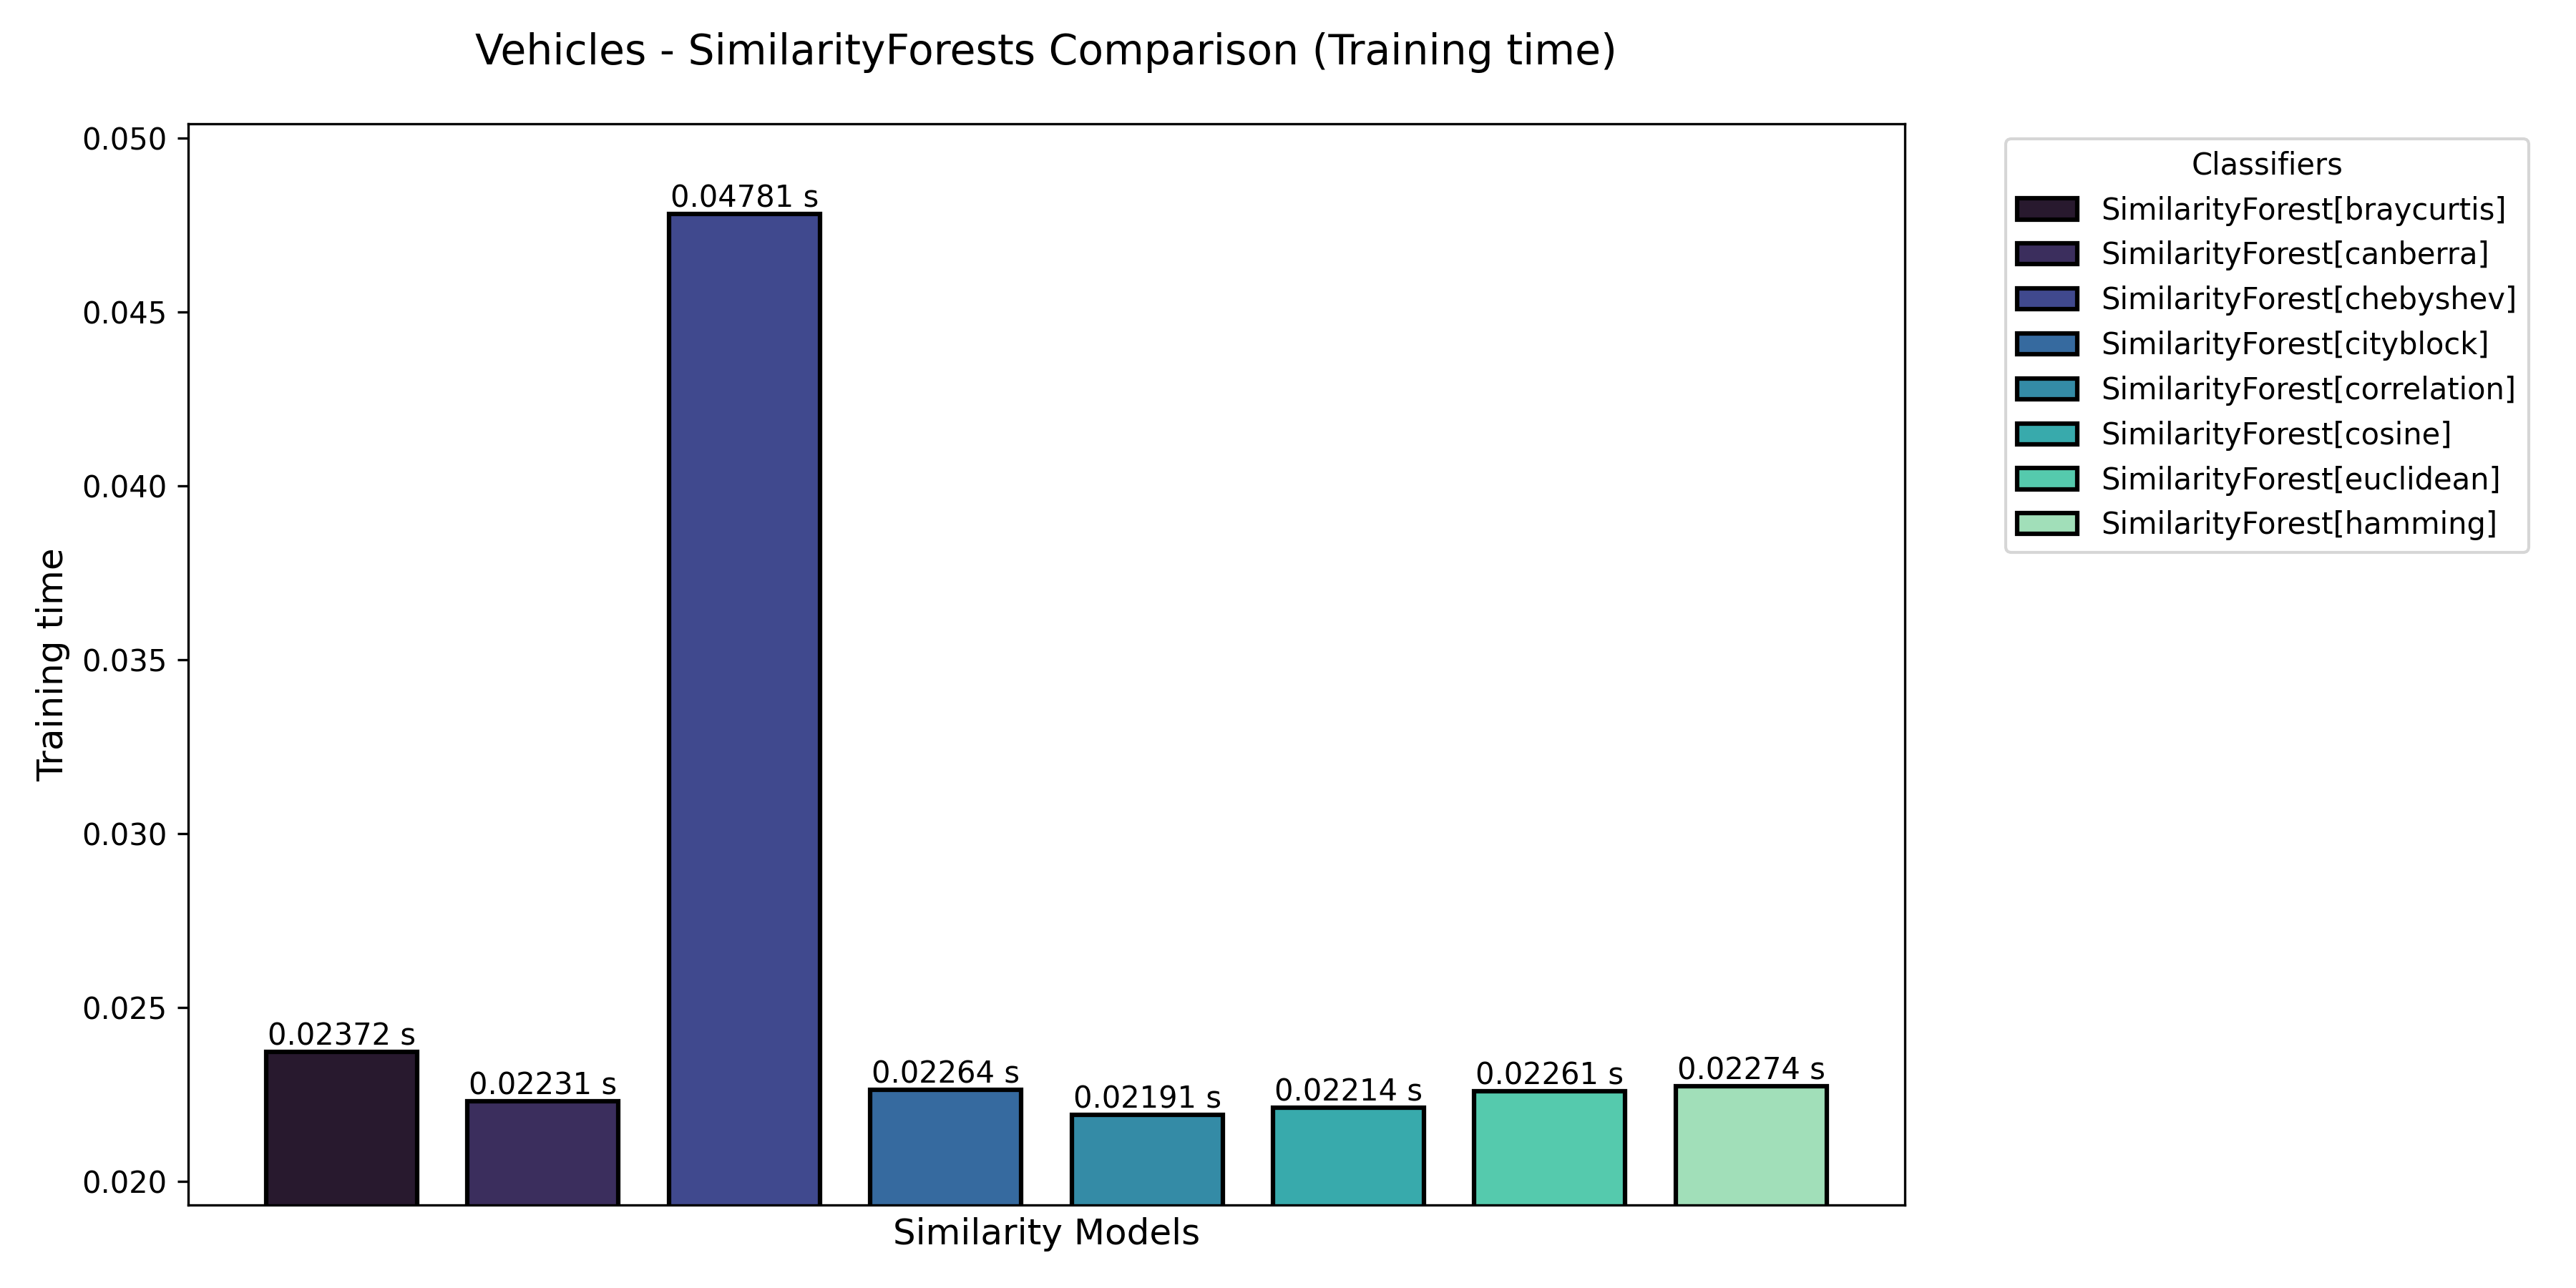 Vehicles - SimilarityForests Comparison (Training time)
0.050
0.045
0.040
0.035
0.030
0.025
0.020
Training time
0.02372 s
0.02231 s
0.04781 s
0.02264 s
0.02191 s
0.02214 s
0.02261 s
0.02274 s
Similarity Models
Classifiers
SimilarityForest[braycurtis]
SimilarityForest[canberra]
SimilarityForest[chebyshev]
SimilarityForest[cityblock]
SimilarityForest[correlation]
SimilarityForest[cosine]
SimilarityForest[euclidean]
SimilarityForest[hamming]